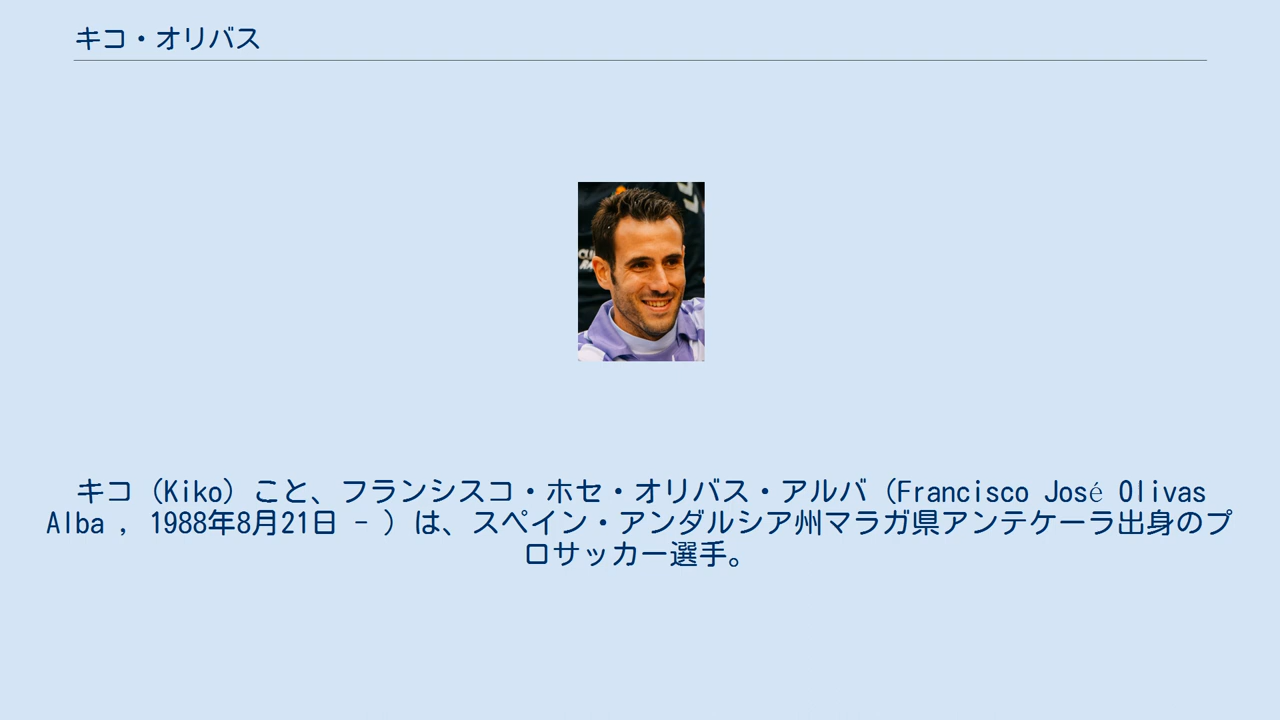 キコ・オリバス
キコ（Kiko）こと、フランシスコ・ホセ・オリバス・アルバ（Francisco José Olivas
Alba , 1988年8月21日 - ）は、スペイン・アンダルシア州マラガ県アンテケーラ出身のプ
ロサッカー選手。